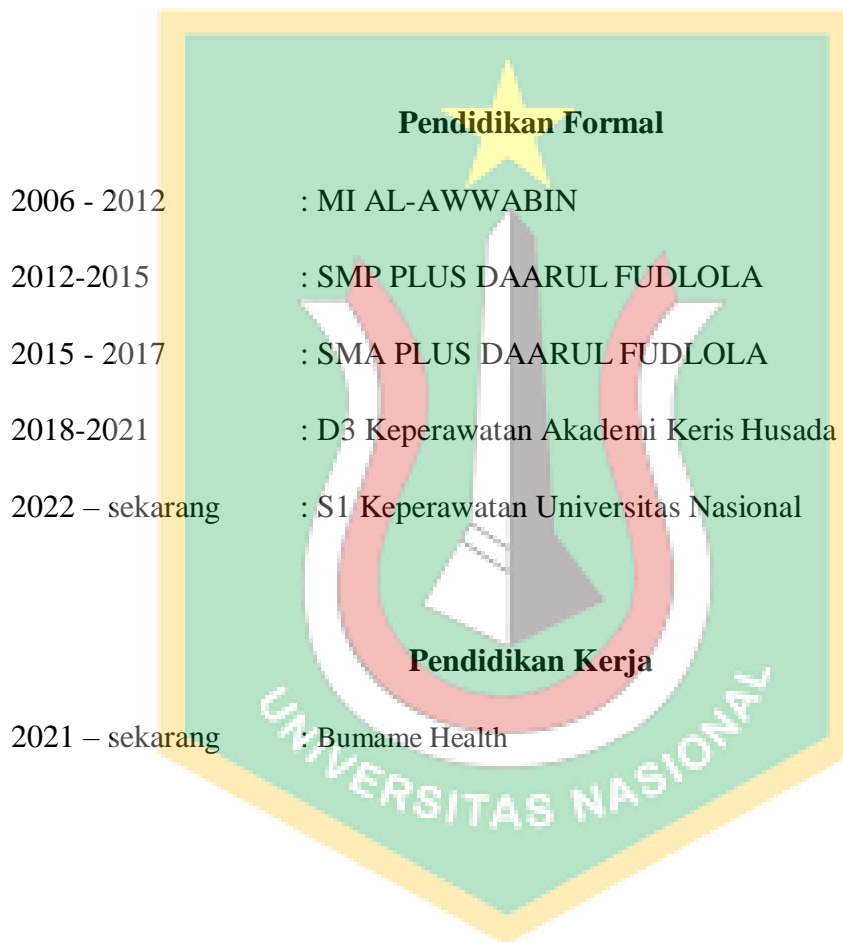 Pendidikan Formal
2006 - 2012 : MI AL-AWWABIN
2012-2015 : SMP PLUS DAARUL FUDLOLA
2015 - 2017 : SMA PLUS DAARUL FUDLOLA
2018-2021 : D3 Keperawatan Akademi Keris Husada
2022 – sekarang : S1 Keperawatan Universitas Nasional
Pendidikan Kerja
2021 – sekarang : Bumame Health
UNIVERSITAS NASIONAL